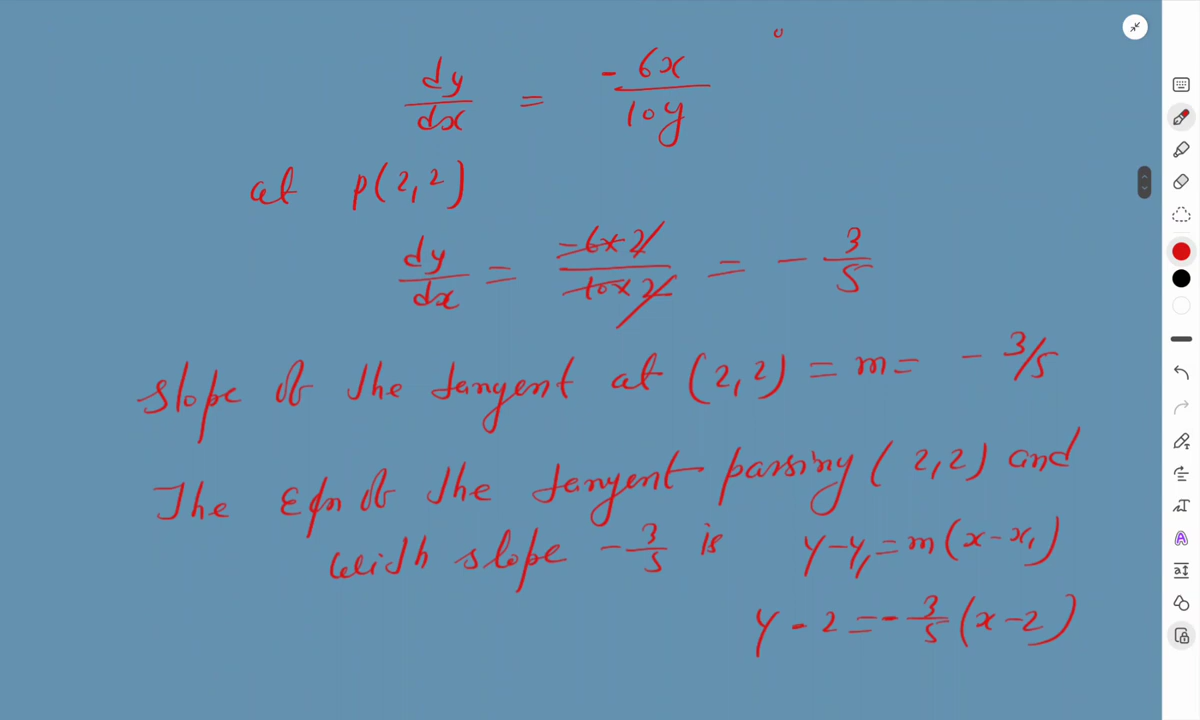 dy/dx = - 6x/10y
at p(2,2)
dy/dx = -6×2/10×2 = - 3/5
slope of the tangent at (2,2) = m = - 3/5
The Eqn of the tangent passing (2,2) and
with slope -3/5 is y-y₁=m(x-x₁)
y-2=-3/5(x-2)